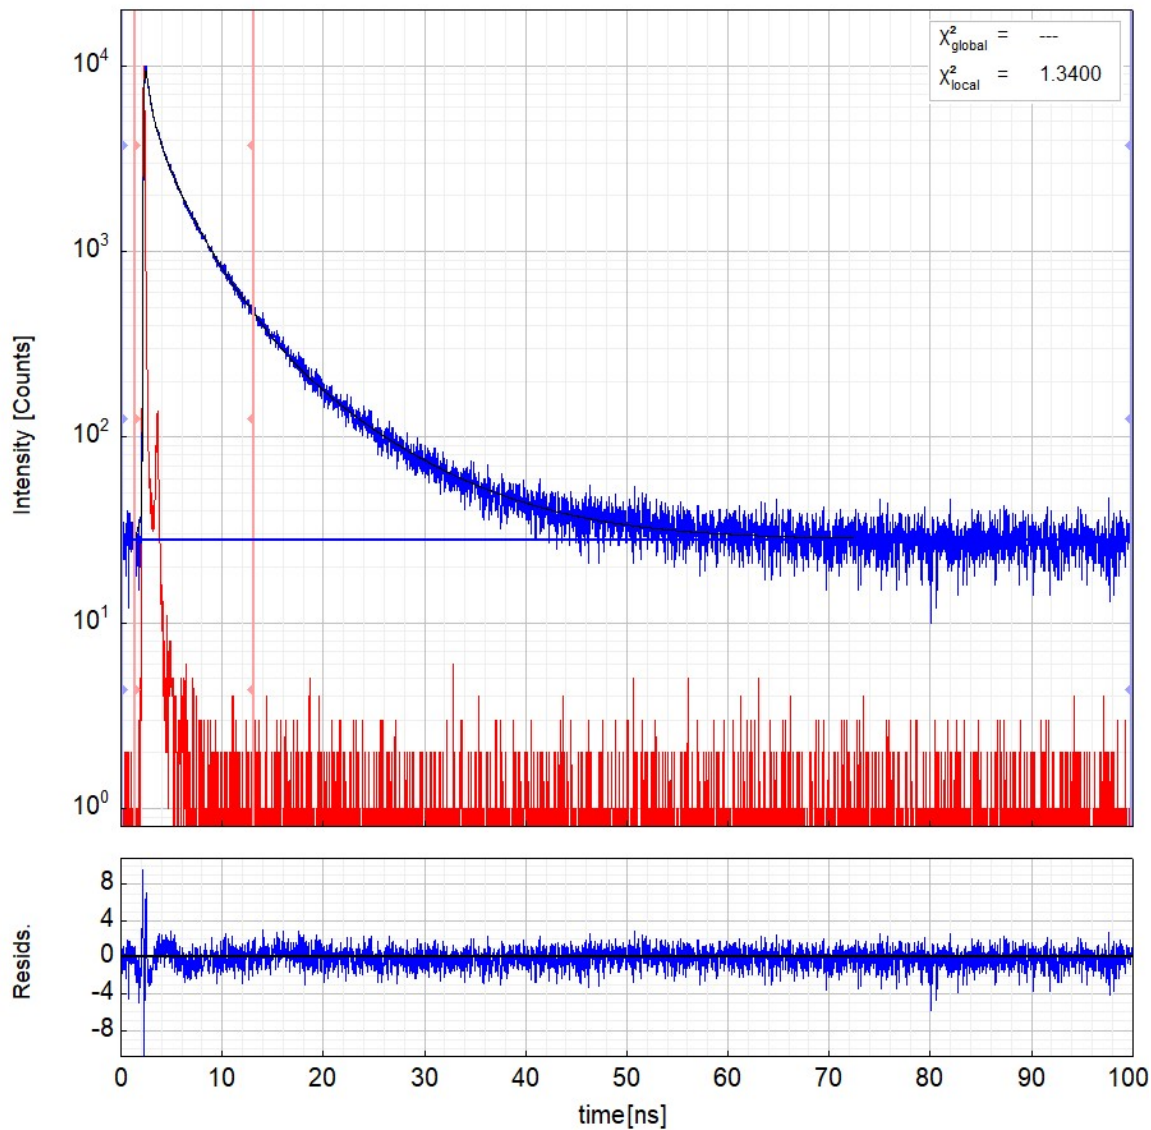 χ²global = ---
χ²local = 1.3400
10⁴
10³
10²
10¹
10⁰
Intensity [Counts]
8
4
0
-4
-8
Resids.
0 10 20 30 40 50 60 70 80 90 100
time[ns]